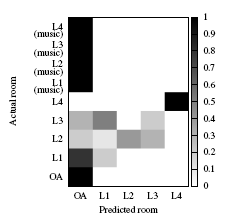 L4
(music)
L3
(music)
L2
(music)
L1
(music)
L4
L3
L2
L1
OA
Actual room
OA L1 L2 L3 L4
Predicted room
1
0.9
0.8
0.7
0.6
0.5
0.4
0.3
0.2
0.1
0